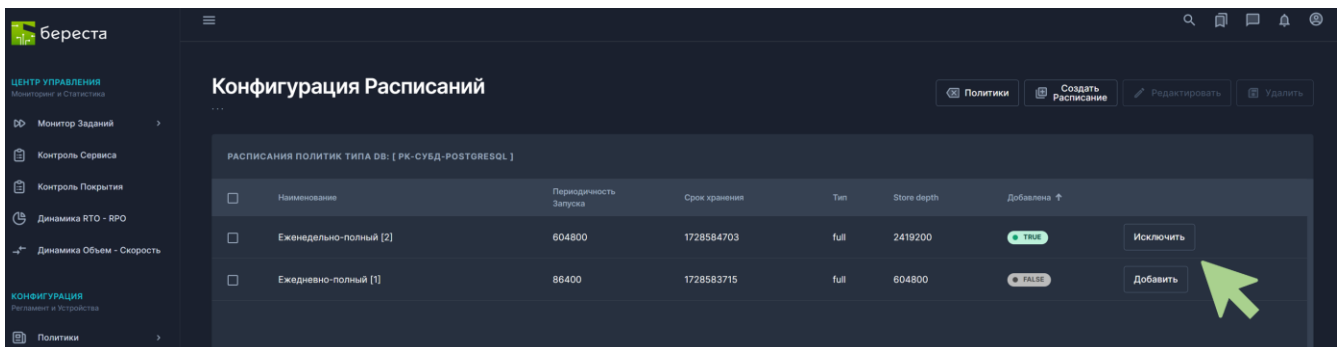 береста
ЦЕНТР УПРАВЛЕНИЯ
Мониторинг и Статистика
Монитор Заданий
Контроль Сервиса
Контроль Покрытия
Динамика RTO - RPO
Динамика Объем - Скорость
КОНФИГУРАЦИЯ
Регламент и Устройства
Политики
Конфигурация Расписаний
...
Политики
Создать
Расписание
Редактировать
Удалить
РАСПИСАНИЯ ПОЛИТИК ТИПА DB: [ РК-СУБД-POSTGRESQL ]
Наименование
Периодичность
Запуска
Срок хранения
Тип
Store depth
Добавлена ↑
Еженедельно-полный [2] 604800 1728584703 full 2419200 TRUE Исключить
Ежедневно-полный [1] 86400 1728583715 full 604800 FALSE Добавить